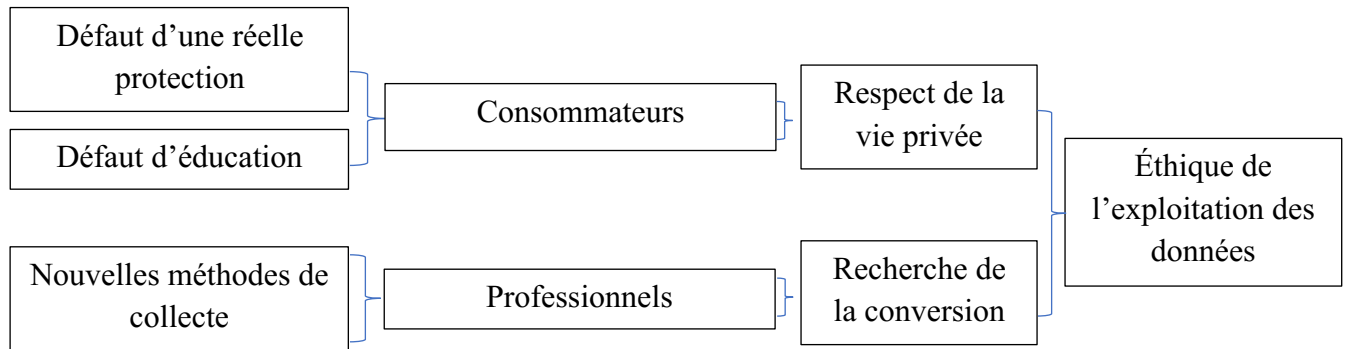 Défaut d’une réelle
protection
Défaut d’éducation
Consommateurs
Respect de la
vie privée
Nouvelles méthodes de
collecte
Professionnels
Recherche de
la conversion
Éthique de
l’exploitation des
données